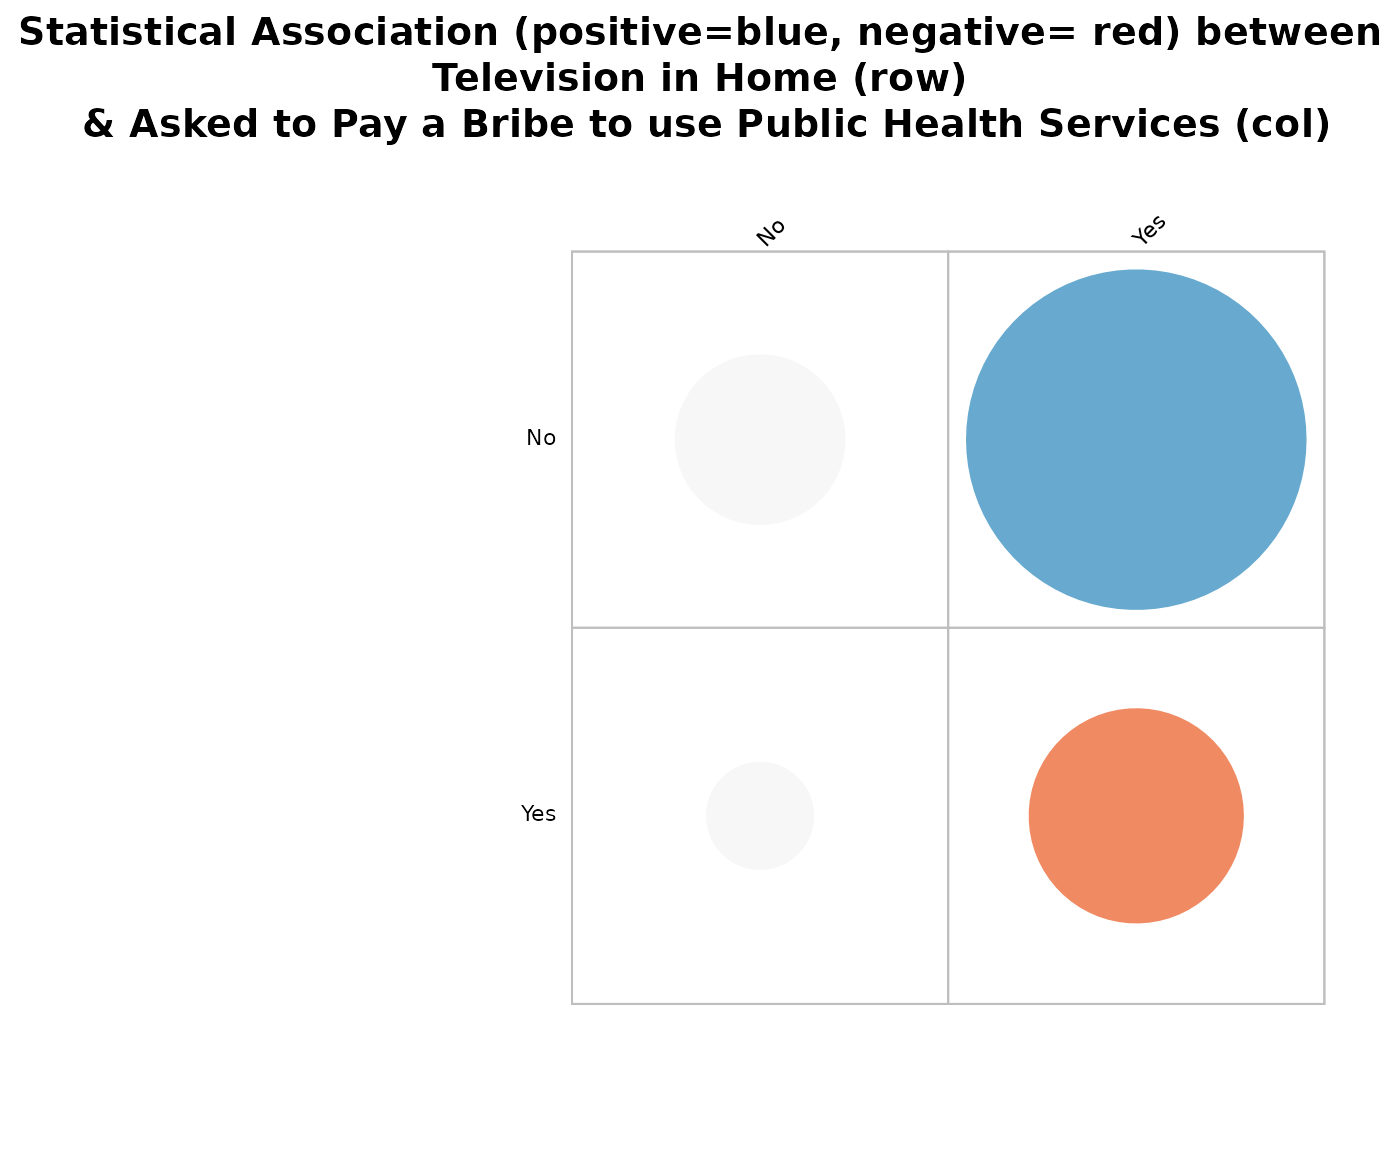 Statistical Association (positive=blue, negative= red) between
Television in Home (row)
& Asked to Pay a Bribe to use Public Health Services (col)
No
Yes
No
Yes